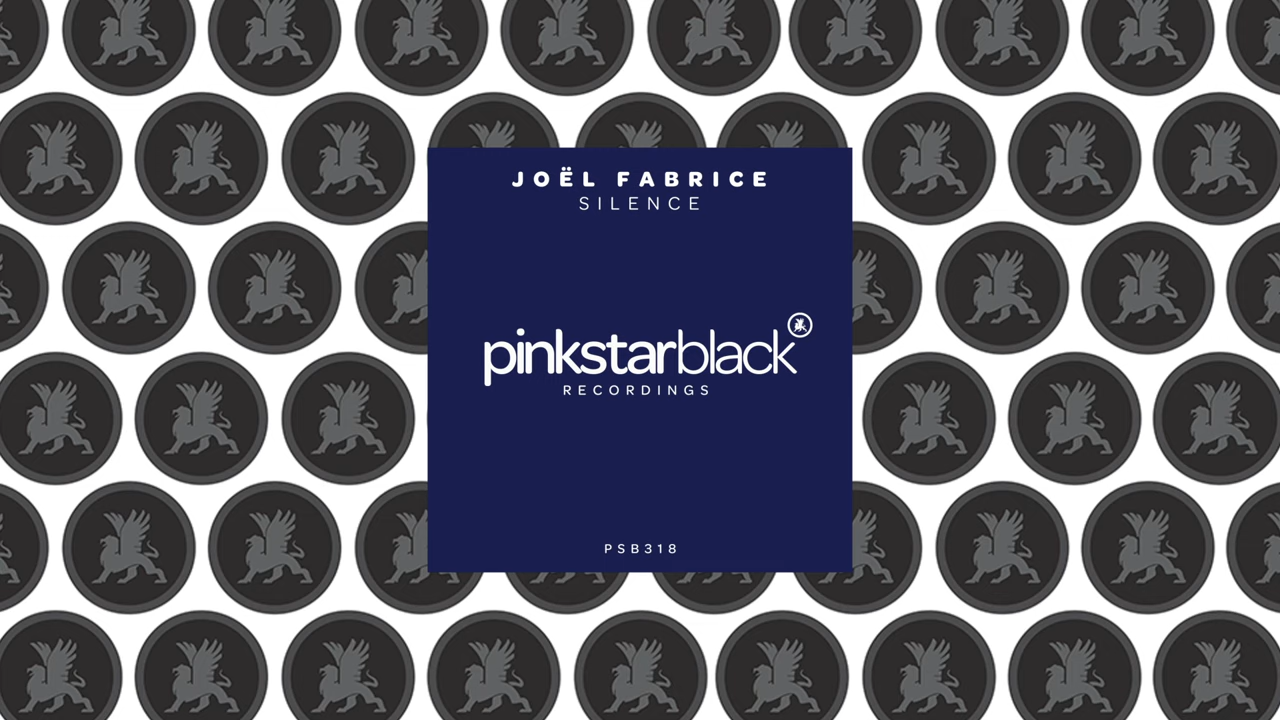 JOËL FABRICE
SILENCE
pinkstarblack
RECORDINGS
PSB318